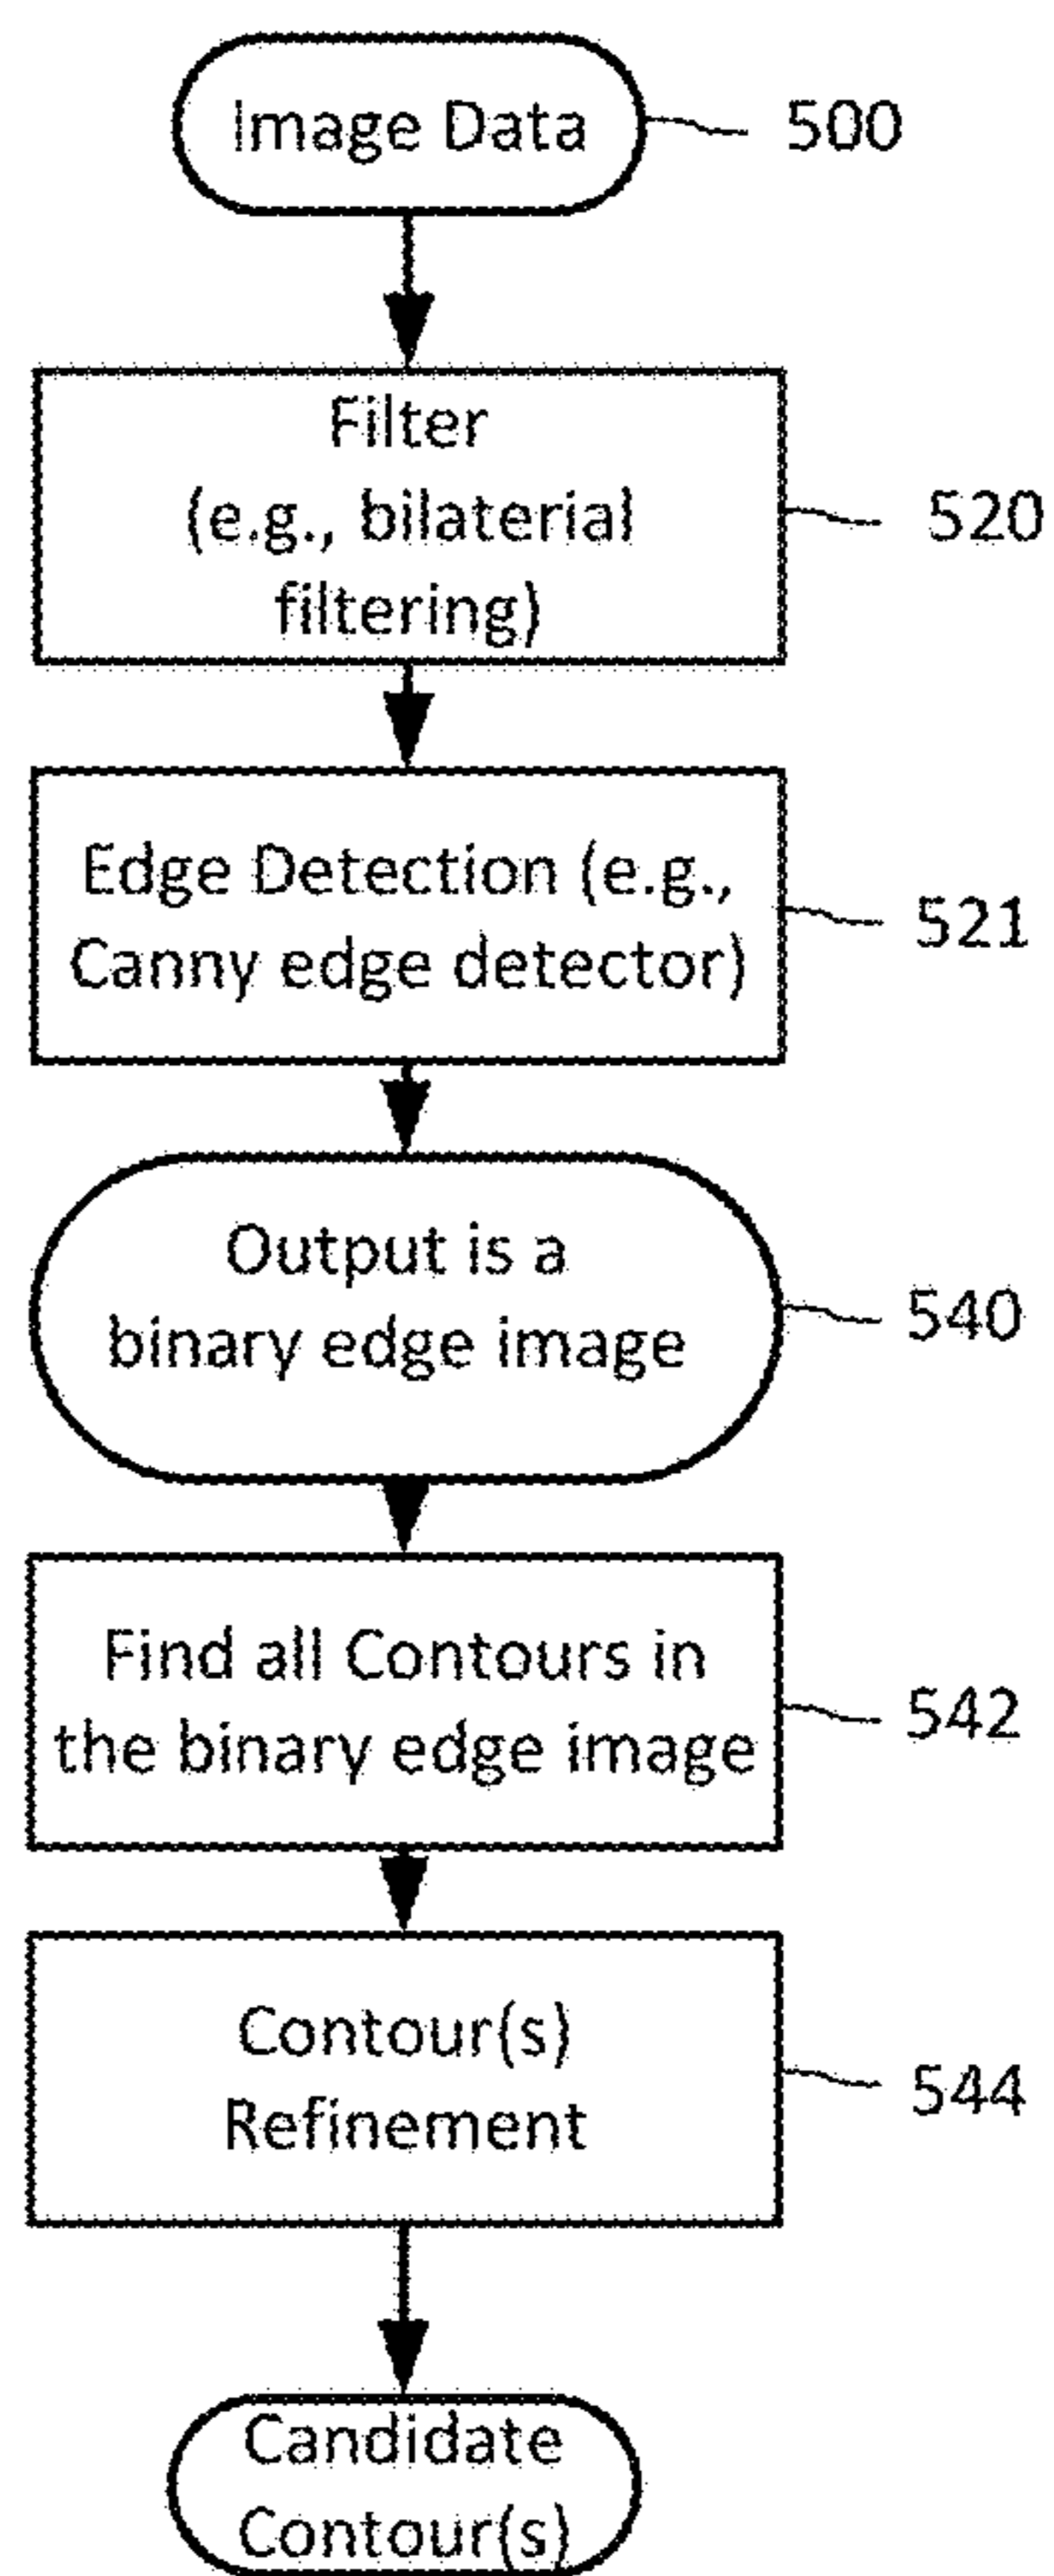 Image Data
500
Filter
(e.g., bilaterial
filtering)
520
Edge Detection (e.g.,
Canny edge detector)
521
Output is a
binary edge image
540
Find all Contours in
the binary edge image
542
Contour(s)
Refinement
544
Candidate
Contour(s)